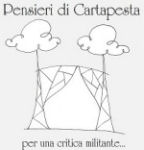 Pensieri di Cartapesta
per una critica militante...